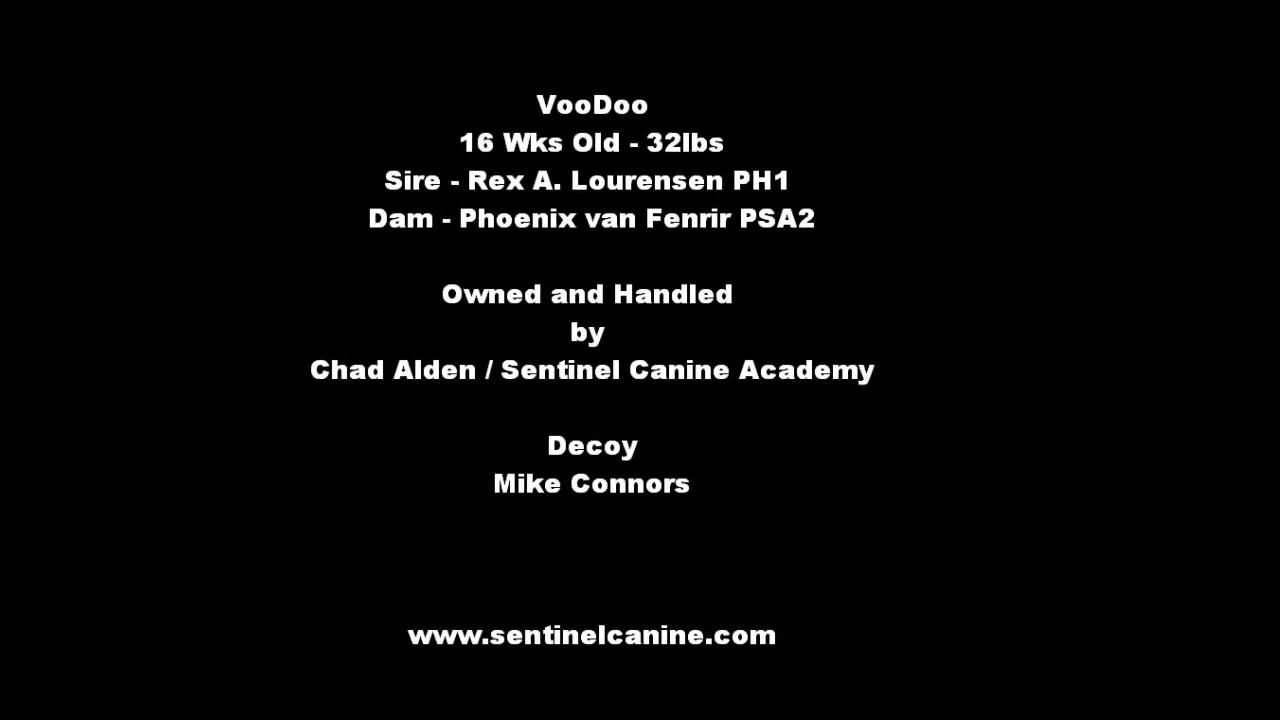 VooDoo
16 Wks Old - 32lbs
Sire - Rex A. Lourensen PH1
Dam - Phoenix van Fenrir PSA2
Owned and Handled
by
Chad Alden / Sentinel Canine Academy
Decoy
Mike Connors
www.sentinelcanine.com